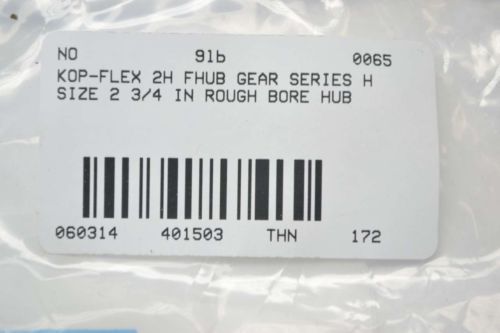 NO 91b 0065
KOP-FLEX 2H FHUB GEAR SERIES H
SIZE 2 3/4 IN ROUGH BORE HUB
060314 401503 THN 172